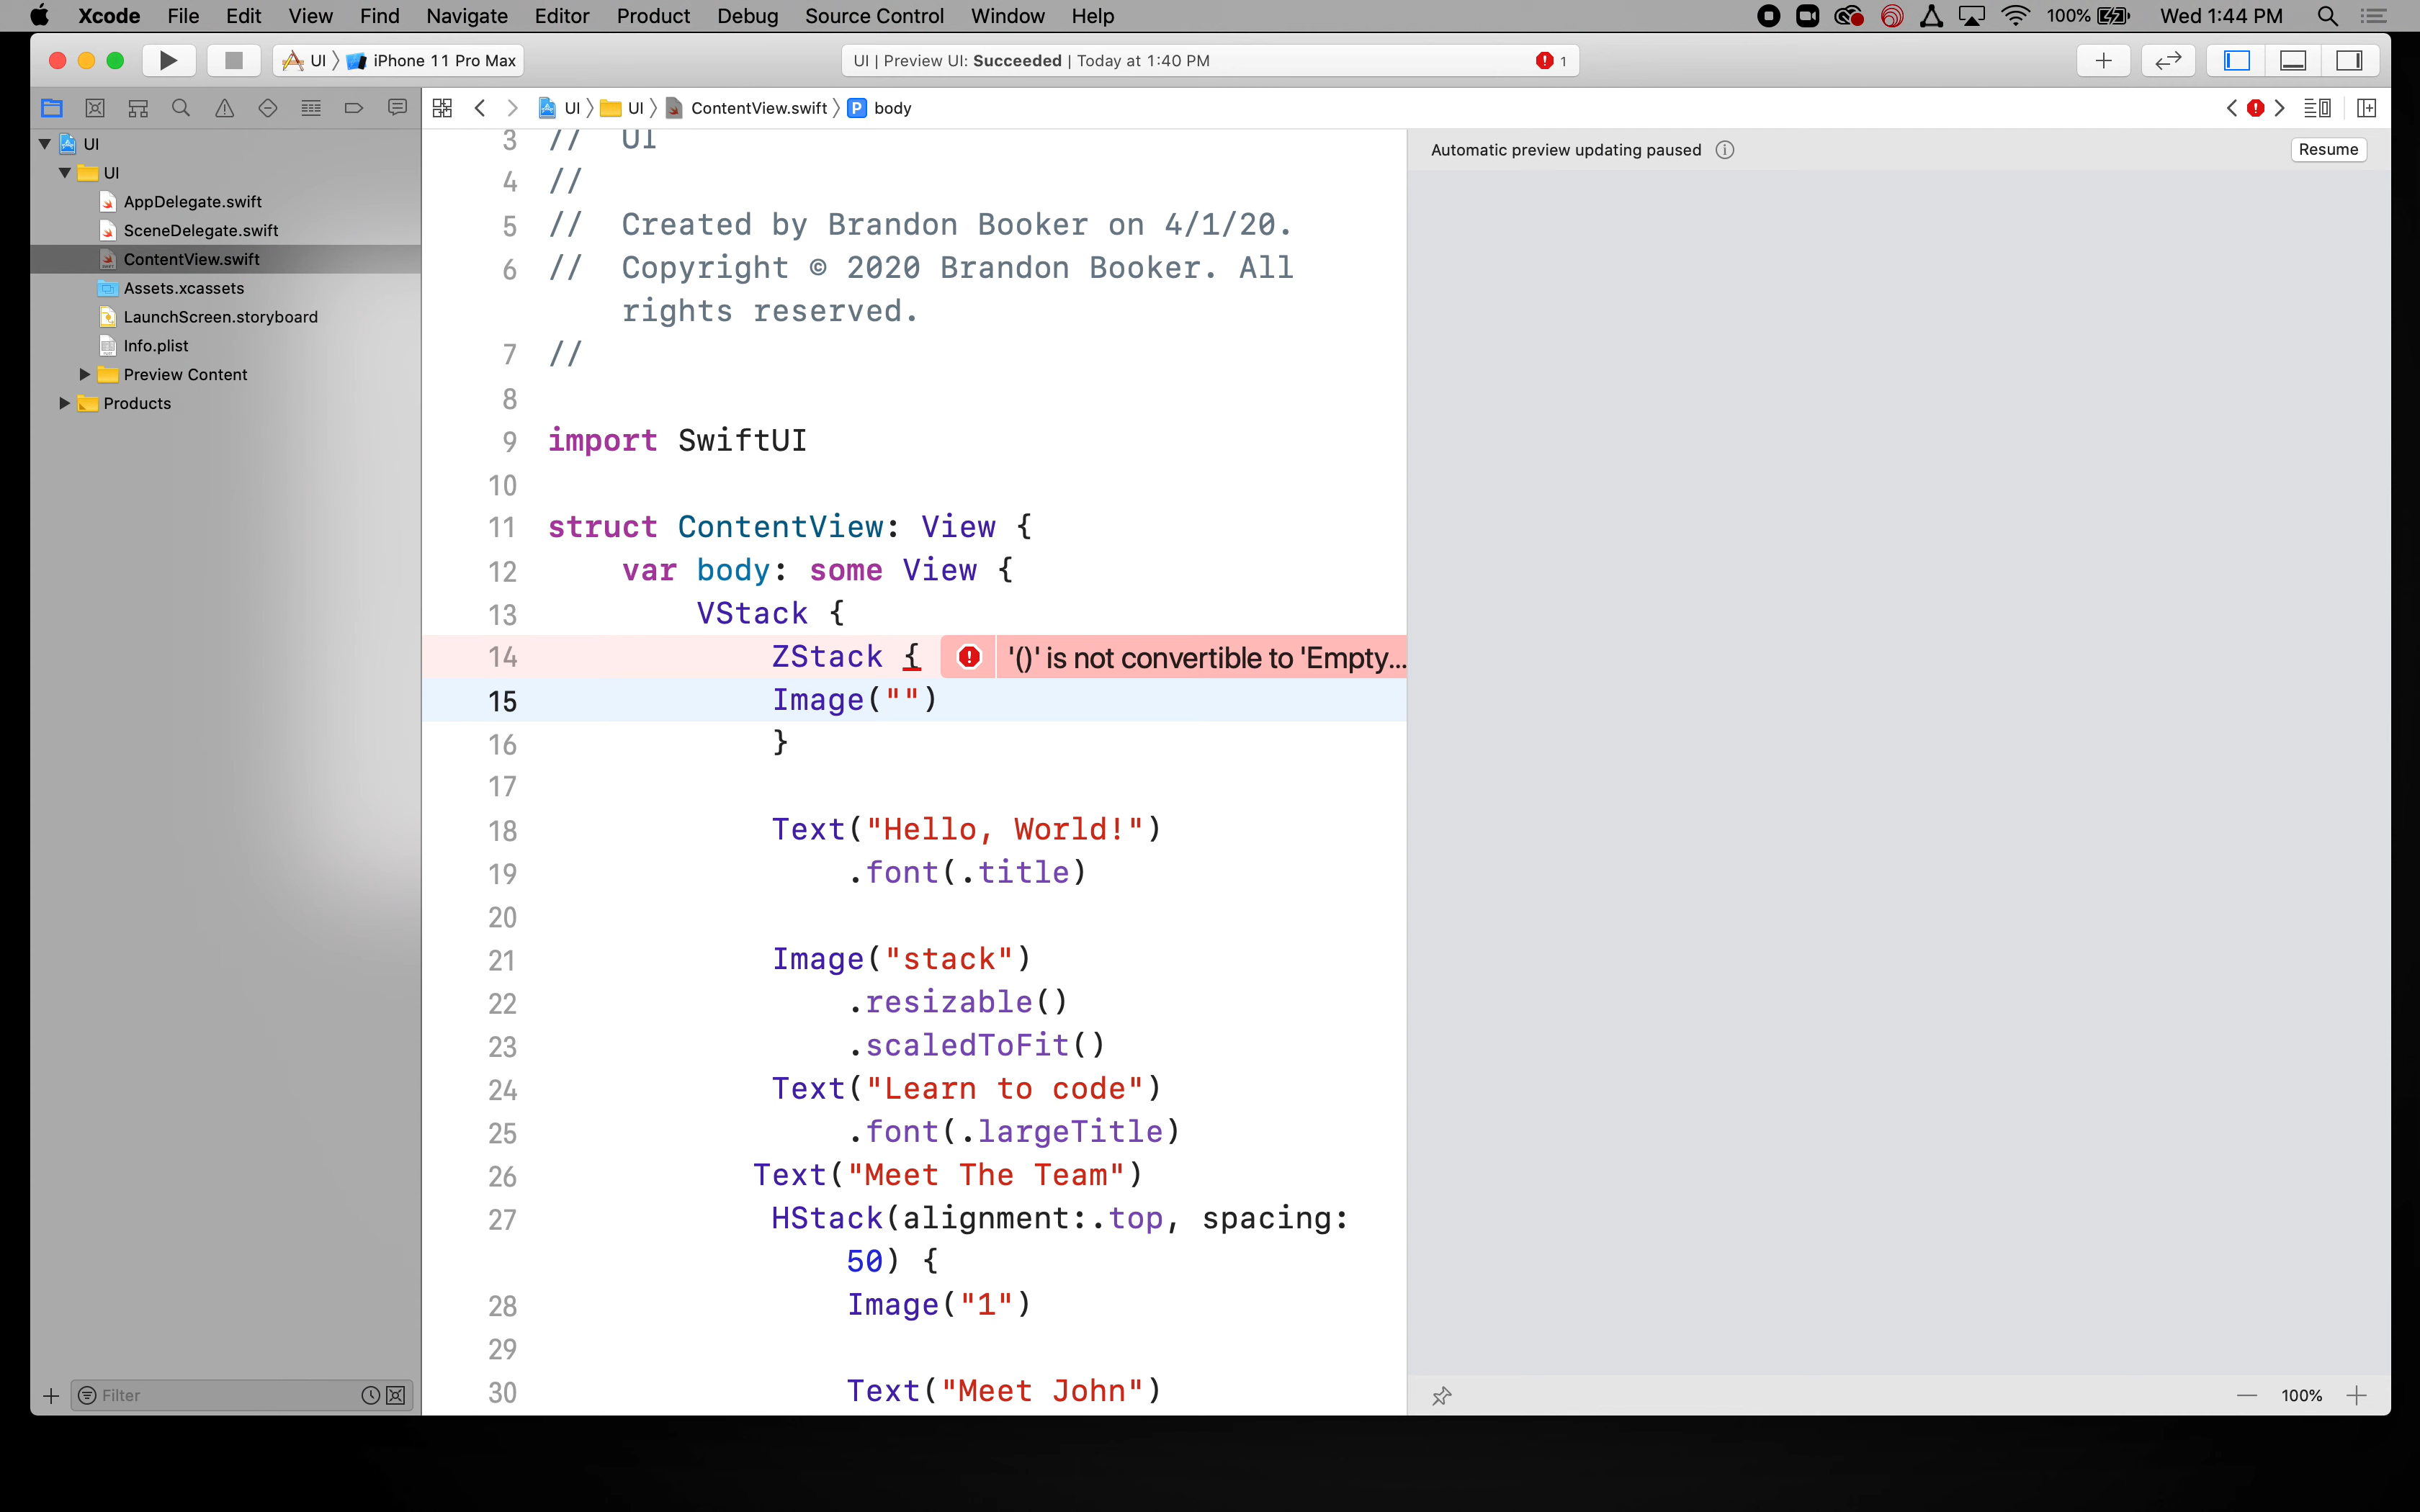 Xcode File Edit View Find Navigate Editor Product Debug Source Control Window Help 100% Wed 1:44 PM
UI iPhone 11 Pro Max UI | Preview UI: Succeeded | Today at 1:40 PM 1
UI UI ContentView.swift P body
UI
UI
AppDelegate.swift
SceneDelegate.swift
ContentView.swift
Assets.xcassets
LaunchScreen.storyboard
Info.plist
Preview Content
Products
Filter
3 // UI
4 //
5 // Created by Brandon Booker on 4/1/20.
6 // Copyright © 2020 Brandon Booker. All
rights reserved.
7 //
8
9 import SwiftUI
10
11 struct ContentView: View {
12 var body: some View {
13 VStack {
14 ZStack { '()' is not convertible to 'Empty...
15 Image("")
16 }
17
18 Text("Hello, World!")
19 .font(.title)
20
21 Image("stack")
22 .resizable()
23 .scaledToFit()
24 Text("Learn to code")
25 .font(.largeTitle)
26 Text("Meet The Team")
27 HStack(alignment:.top, spacing:
50) {
28 Image("1")
29
30 Text("Meet John")
Automatic preview updating paused
Resume
100%